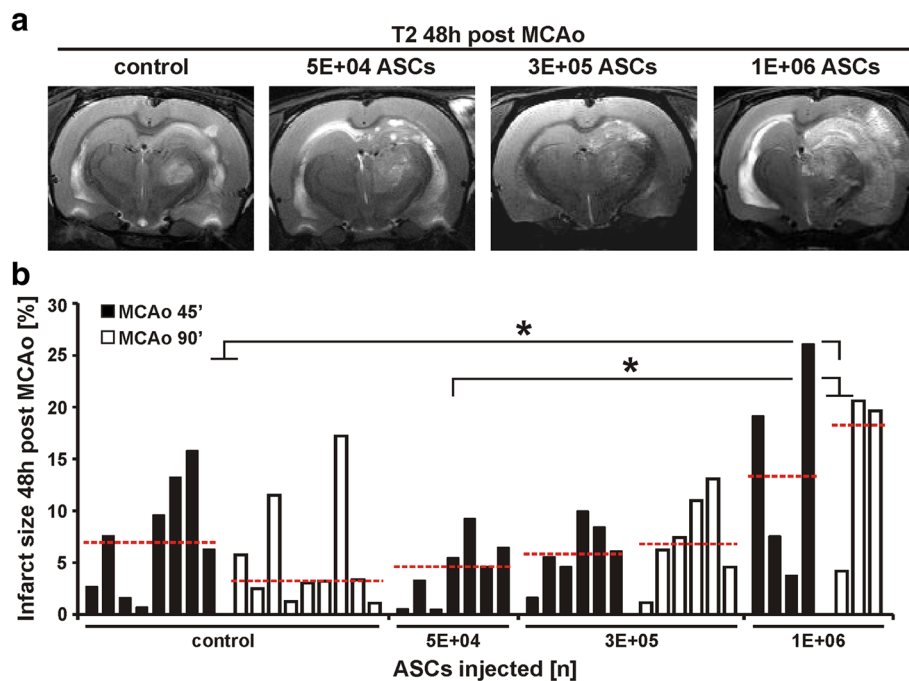 a
T2 48h post MCAo
control 5E+04 ASCs 3E+05 ASCs 1E+06 ASCs
b
Infarct size 48h post MCAo [%]
30
25
20
15
10
5
0
MCAo 45'
MCAo 90'
*
*
control 5E+04 3E+05 1E+06
ASCs injected [n]